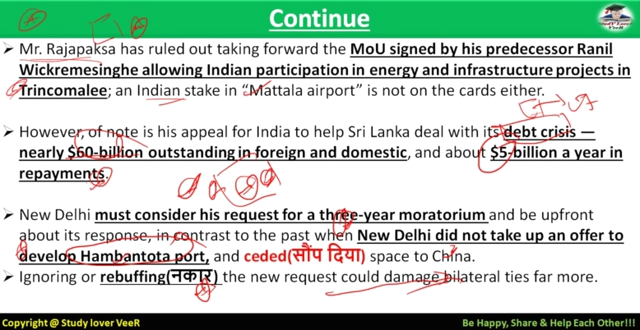 Continue
Mr. Rajapaksa has ruled out taking forward the MoU signed by his predecessor Ranil
Wickremesinghe allowing Indian participation in energy and infrastructure projects in
Trincomalee; an Indian stake in “Mattala airport” is not on the cards either.
However, of note is his appeal for India to help Sri Lanka deal with its debt crisis —
nearly $60-billion outstanding in foreign and domestic, and about $5-billion a year in
repayments.
New Delhi must consider his request for a three-year moratorium and be upfront
about its response, in contrast to the past when New Delhi did not take up an offer to
develop Hambantota port, and ceded(सौंप दिया) space to China.
Ignoring or rebuffing(नकार) the new request could damage bilateral ties far more.
Copyright @ Study lover VeeR
Be Happy, Share & Help Each Other!!!